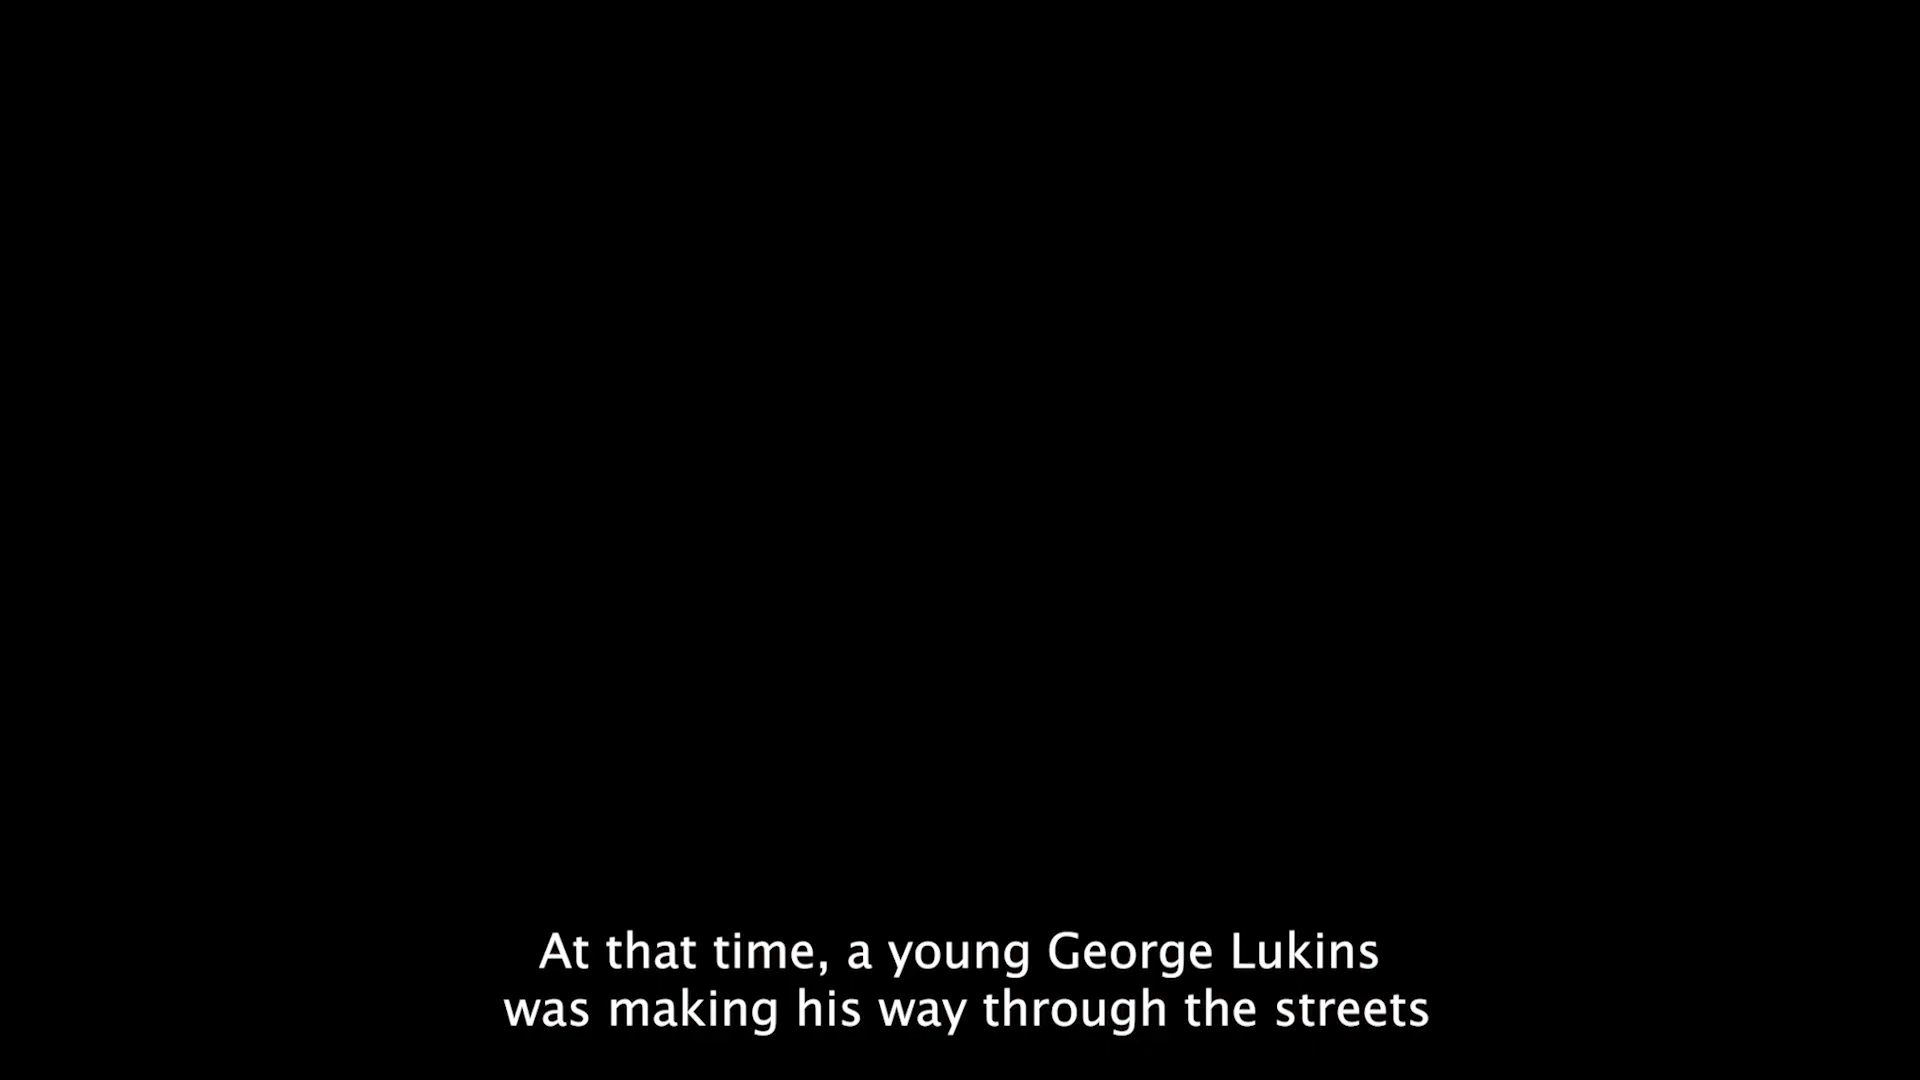 At that time, a young George Lukins
was making his way through the streets